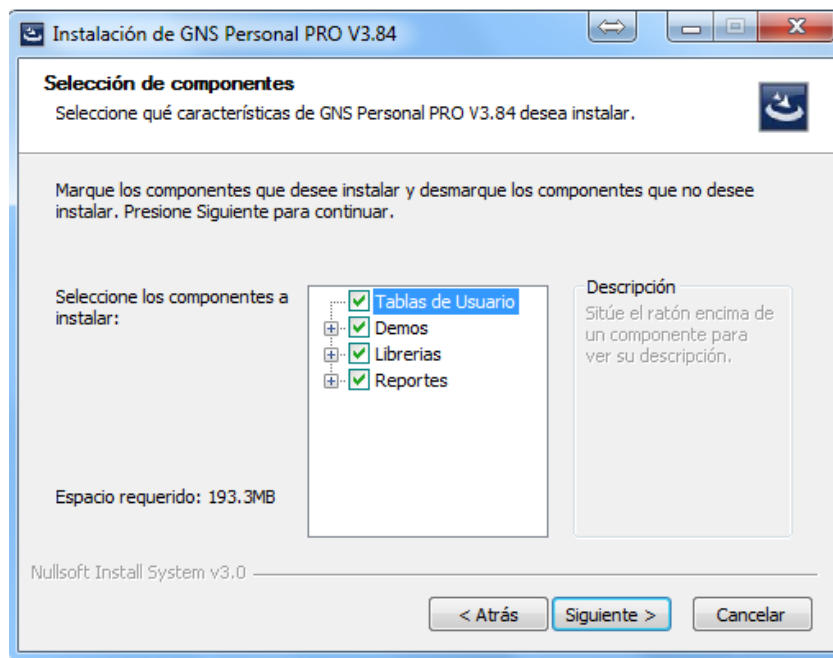 Instalación de GNS Personal PRO V3.84
Selección de componentes
Seleccione qué características de GNS Personal PRO V3.84 desea instalar.
Marque los componentes que desee instalar y desmarque los componentes que no desee
instalar. Presione Siguiente para continuar.
Seleccione los componentes a
instalar:
Tablas de Usuario
Demos
Librerias
Reportes
Descripción
Sitúe el ratón encima de
un componente para
ver su descripción.
Espacio requerido: 193.3MB
Nullsoft Install System v3.0
< Atrás
Siguiente >
Cancelar